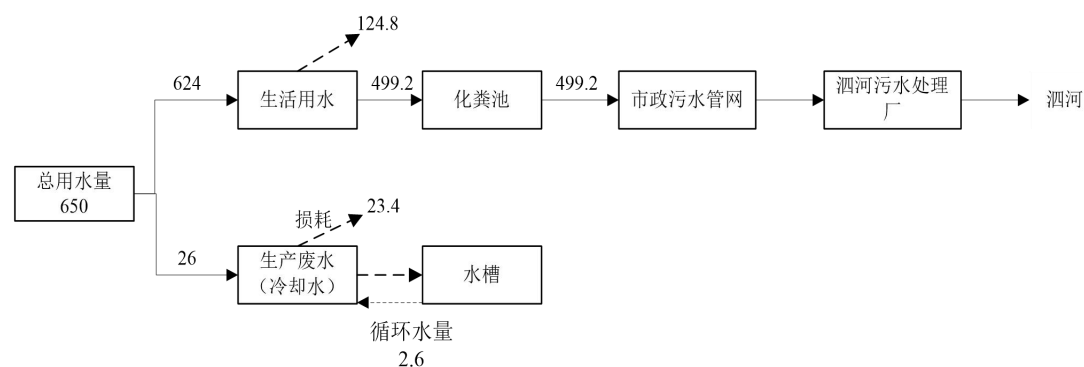 124.8
624
生活用水
499.2
化粪池
499.2
市政污水管网
泗河污水处理
厂
泗河
总用水量
650
损耗
23.4
26
生产废水
（冷却水）
水槽
循环水量
2.6